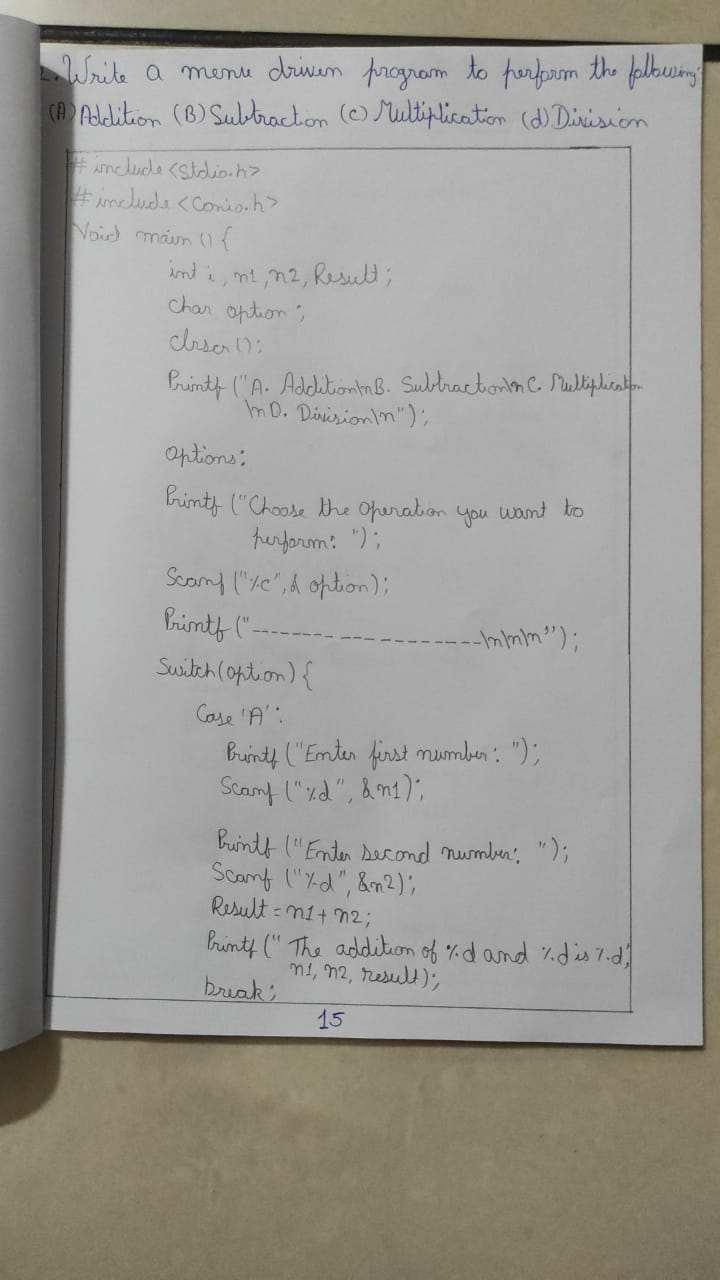 2. Write a menu driven program to perform the following:
(A) Addition (B) Subtraction (c) Multiplication (d) Division
# include <Stdio.h>
# include <Conio.h>
Void main () {
int i, n1, n2, Result;
Char option;
Clrscr ();
Printf ("A. Addition\nB. Subtraction\nC. Multiplication
\nD. Division\n");
Options:
Printf ("Choose the Operation you want to
perform: ");
Scanf ("%c", & option);
Printf ("-------- -----------\n\n\n");
Switch (option) {
Case 'A':
Printf ("Enter first number: ");
Scanf ("%d", &n1);
Printf ("Enter second number: ");
Scanf ("%d", &n2);
Result = n1 + n2;
Printf (" The addition of %d and %d is %d",
n1, n2, result);
break;
15